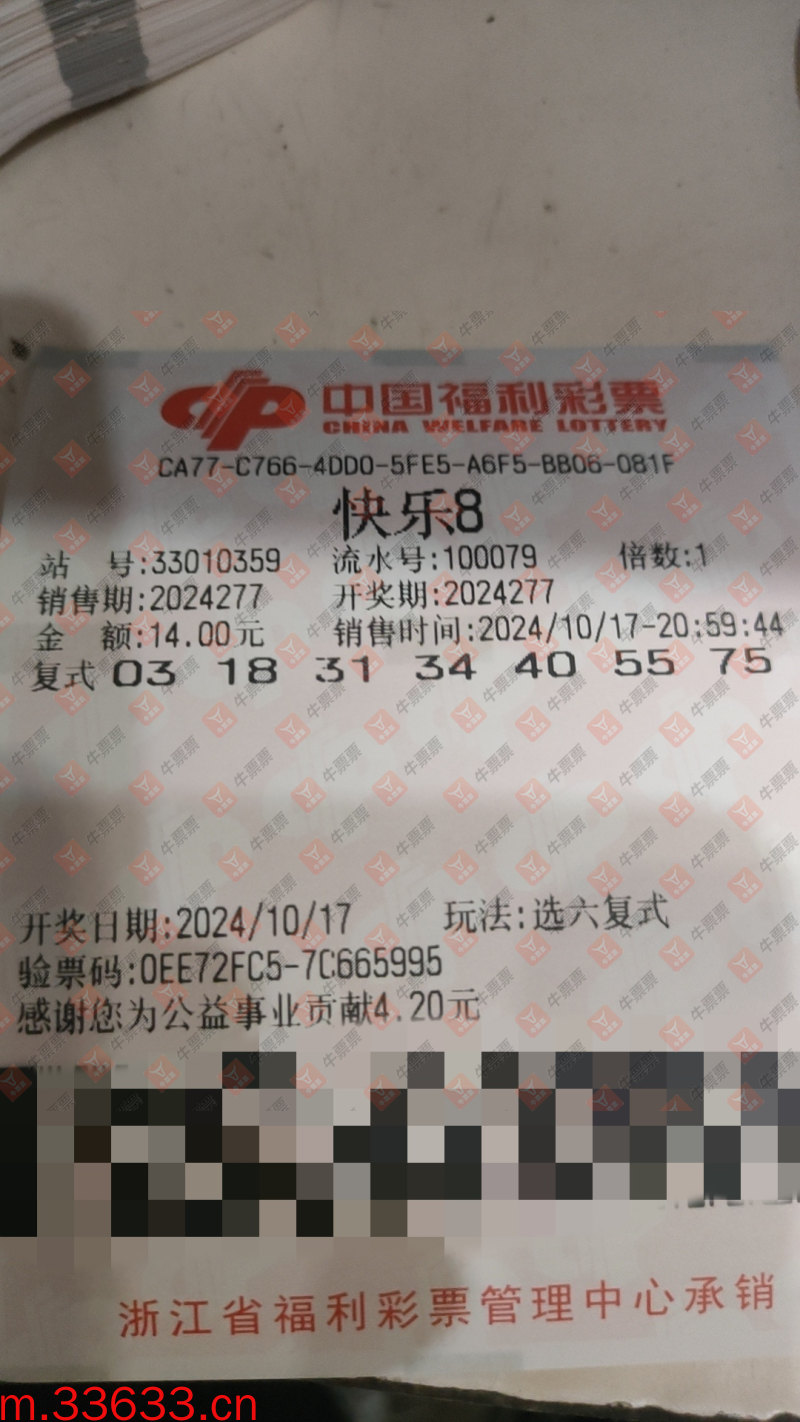 中国福利彩票
CHINA WELFARE LOTTERY
CA77-C766-4DD0-5FE5-A6F5-BB06-081F
快乐8
站 号:33010359 流水号:100079 倍数:1
销售期:2024277 开奖期:2024277
金 额:14.00元 销售时间:2024/10/17-20:59:44
复式 03 18 31 34 40 55 75
开奖日期:2024/10/17 玩法:选六复式
验票码:0EE72FC5-7C665995
感谢您为公益事业贡献4.20元
浙江省福利彩票管理中心承销
m.33633.cn
牛票票